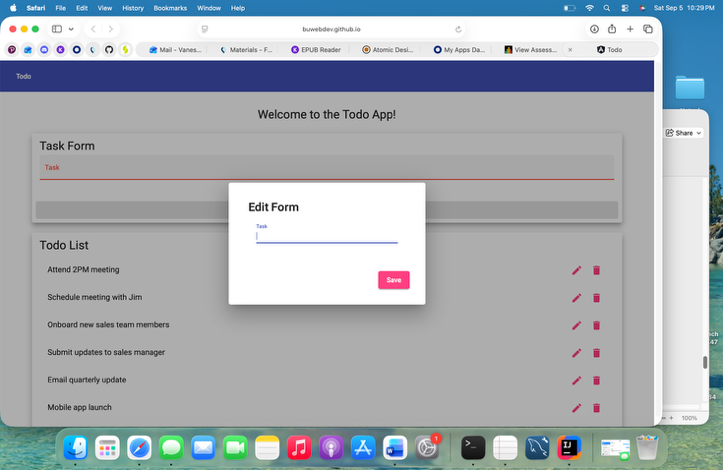 Safari File Edit View History Bookmarks Window Help Sat Sep 5 10:29 PM
buwebdev.github.io
Mail – Vanes... Materials – F... EPUB Reader Atomic Desi... My Apps Da... View Assess... Todo
Todo
Share
Welcome to the Todo App!
Task Form
Task
Edit Form
Task
Save
Todo List
Attend 2PM meeting
Schedule meeting with Jim
Onboard new sales team members
Submit updates to sales manager
Email quarterly update
Mobile app launch
100%
1